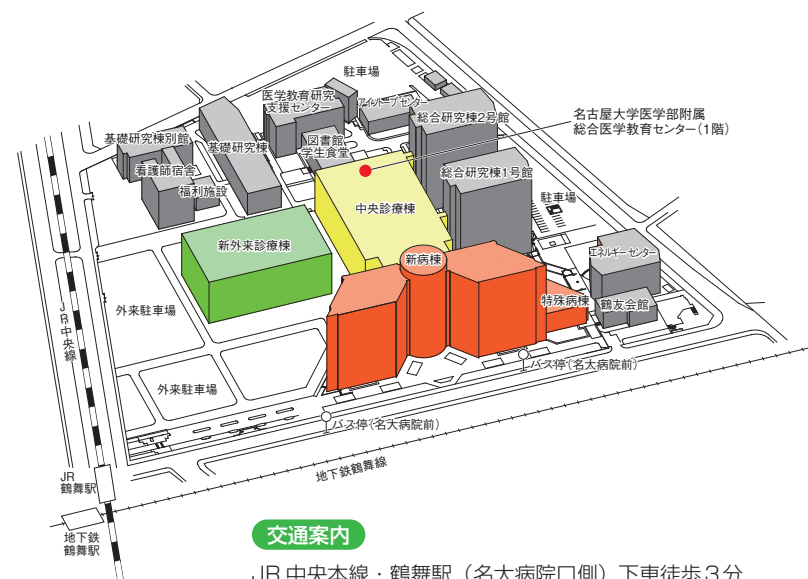 駐車場
医学教育研究
支援センター
アイソトープセンター
総合研究棟2号館
名古屋大学医学部附属
総合医学教育センター(1階)
基礎研究棟別館
基礎研究棟
図書館
学生食堂
看護師宿舎
総合研究棟1号館
福利施設
駐車場
中央診療棟
新外来診療棟
新病棟
エネルギーセンター
特殊病棟
鶴友会館
外来駐車場
JR中央線
外来駐車場
バス停(名大病院前)
バス停(名大病院前)
地下鉄鶴舞線
JR
鶴舞駅
地下鉄
鶴舞駅
交通案内
JR中央本線・鶴舞駅(名大病院口側)下車徒歩3分